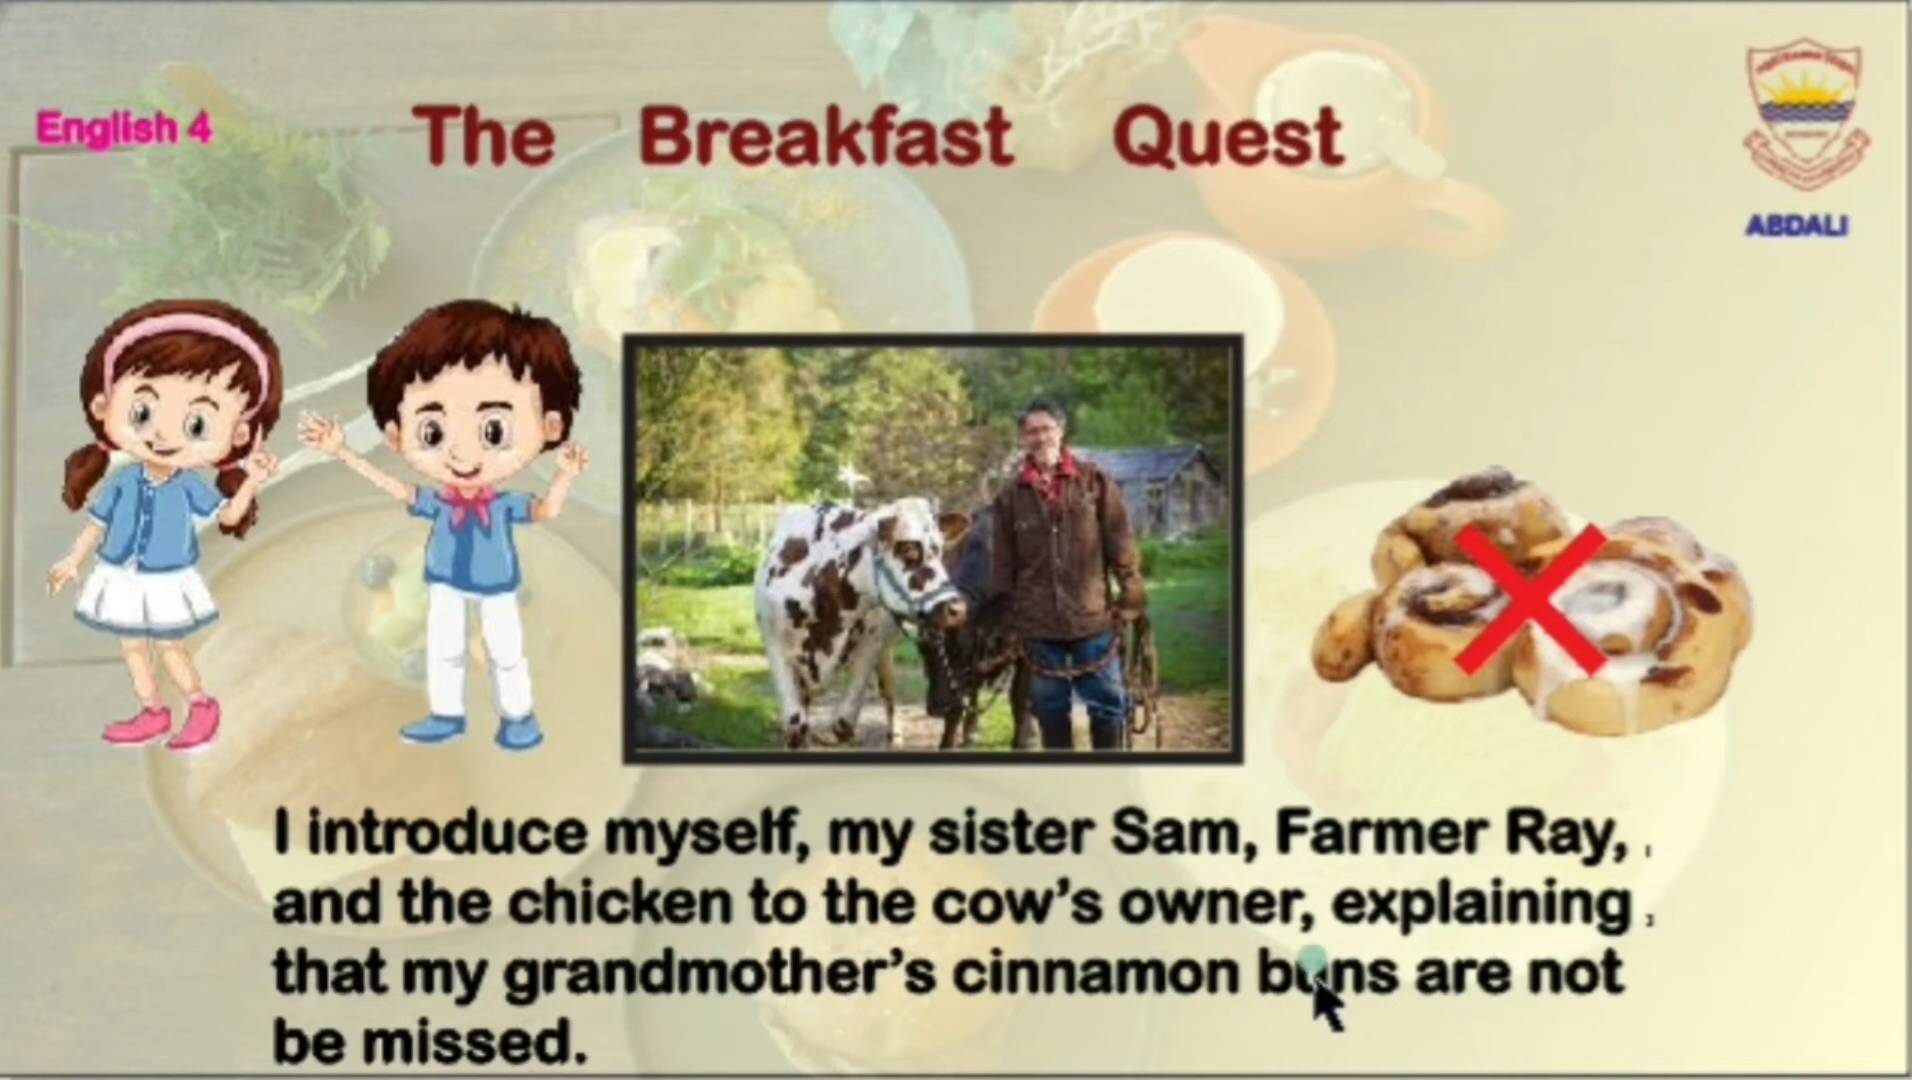 English 4
The Breakfast Quest
ABDALI
I introduce myself, my sister Sam, Farmer Ray,
and the chicken to the cow's owner, explaining
that my grandmother's cinnamon buns are not
be missed.